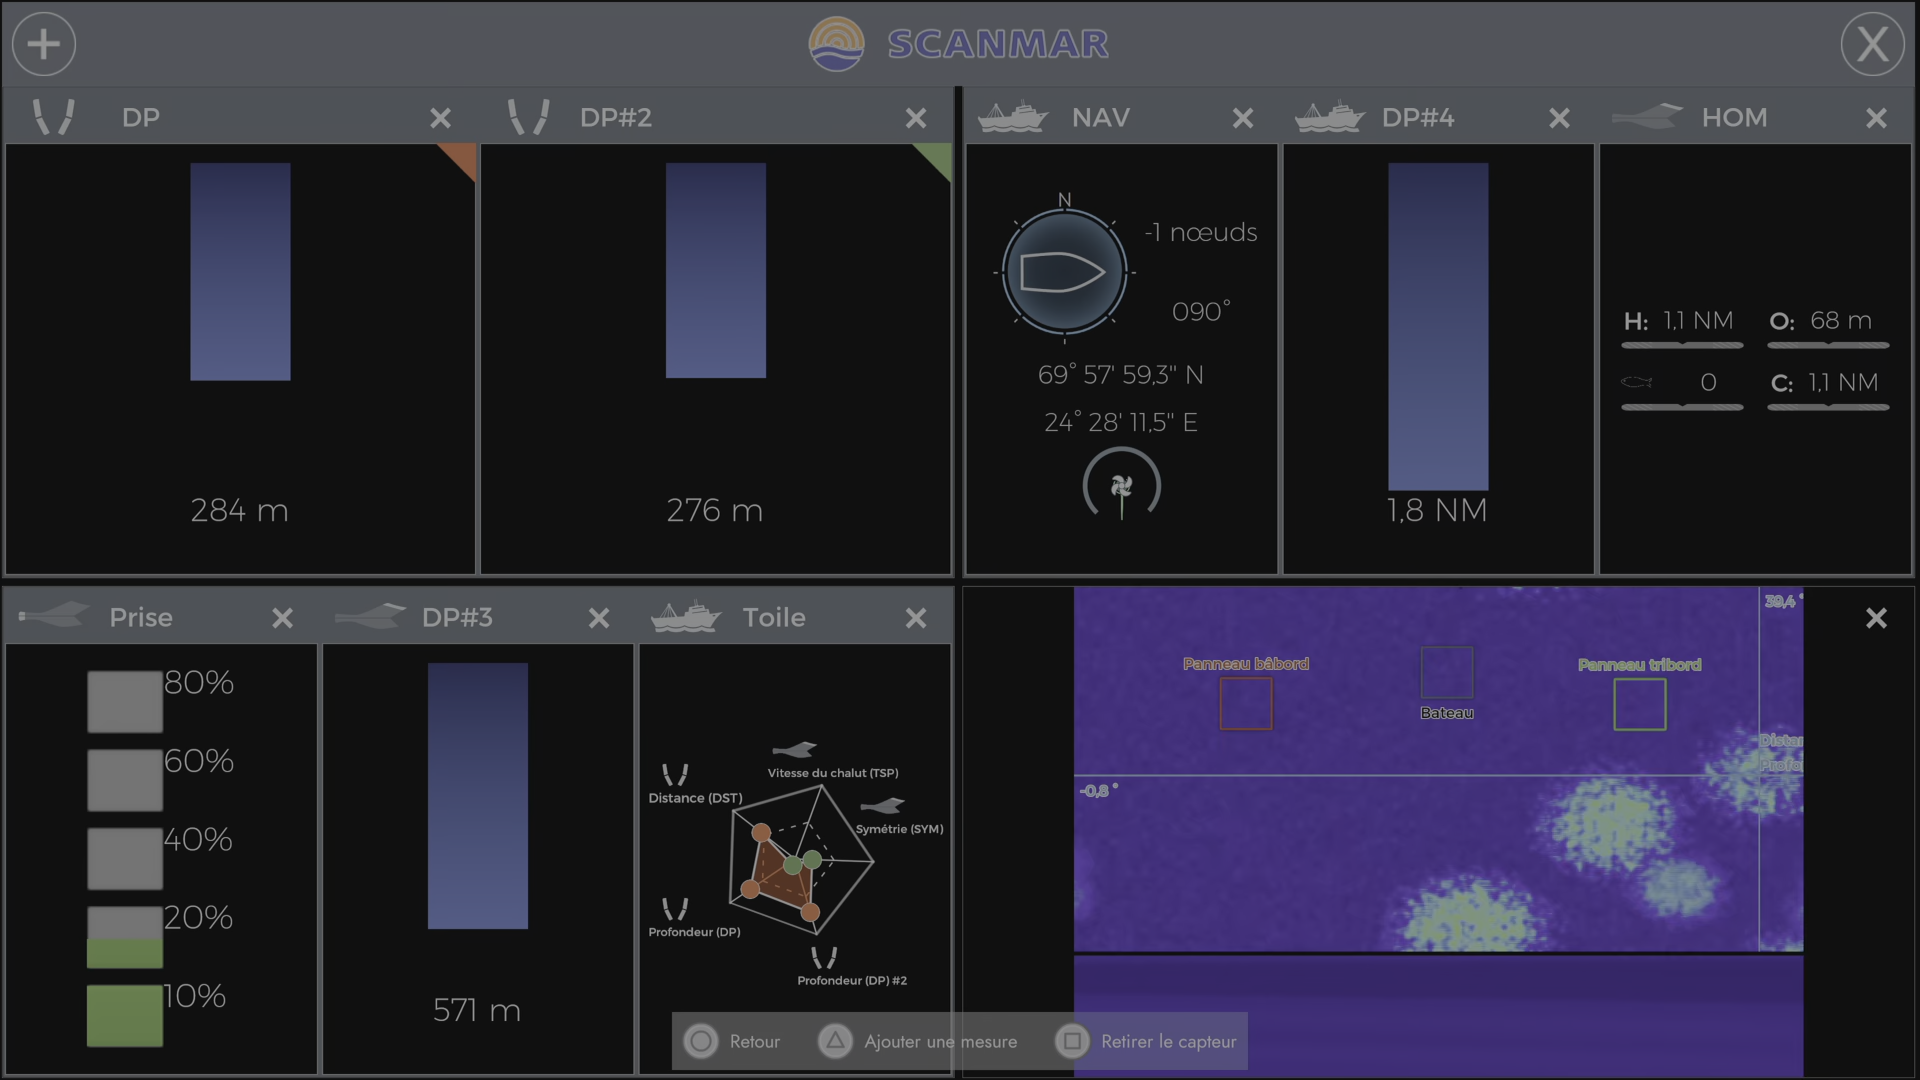 SCANMAR
DP
DP#2
NAV
DP#4
HOM
284 m
276 m
N
-1 nœuds
090°
69° 57' 59,3" N
24° 28' 11,5" E
1,8 NM
H: 1,1 NM
O: 68 m
0
C: 1,1 NM
Prise
DP#3
Toile
80%
60%
40%
20%
10%
571 m
Vitesse du chalut (TSP)
Distance (DST)
Symétrie (SYM)
Profondeur (DP)
Profondeur (DP) #2
39,4 °
Panneau bâbord
Panneau tribord
Bateau
-0,8 °
Retour
Ajouter une mesure
Retirer le capteur